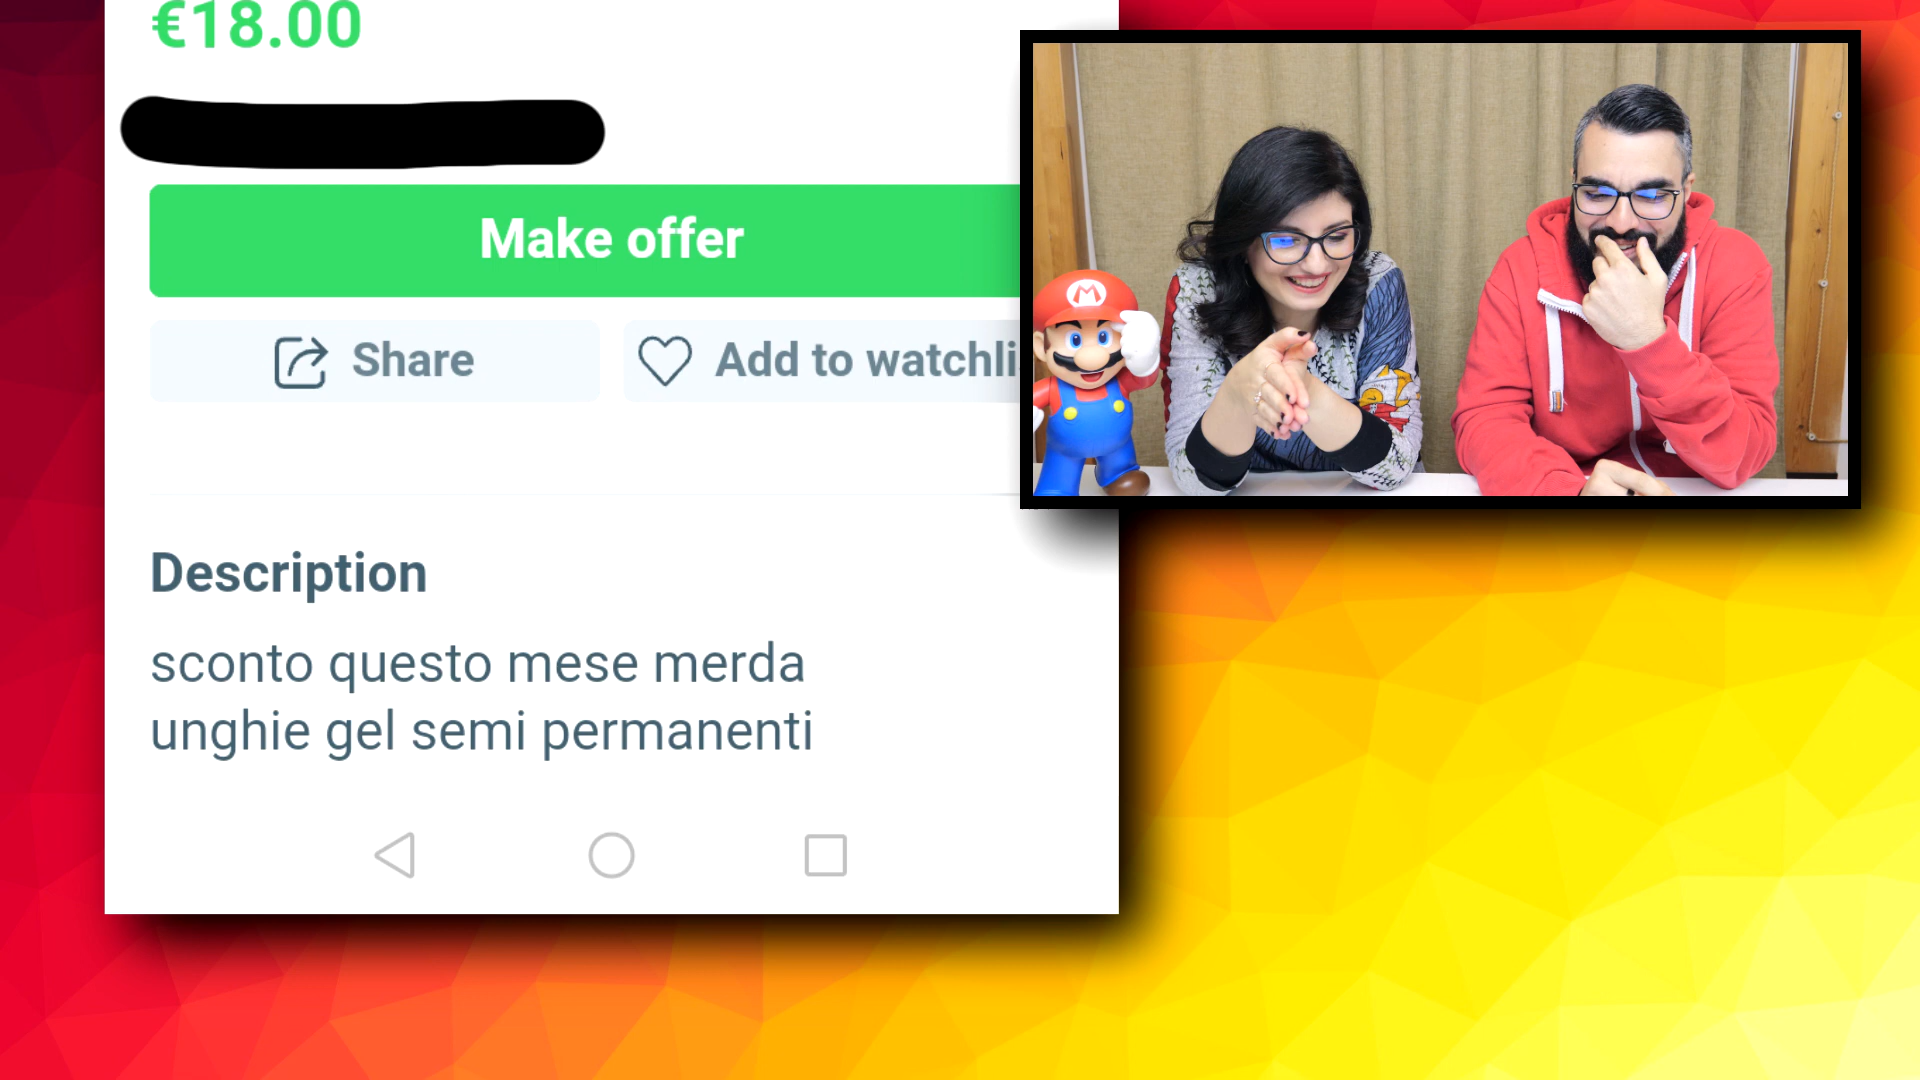 €18.00
Make offer
Share
Add to watchli
Description
sconto questo mese merda
unghie gel semi permanenti
M